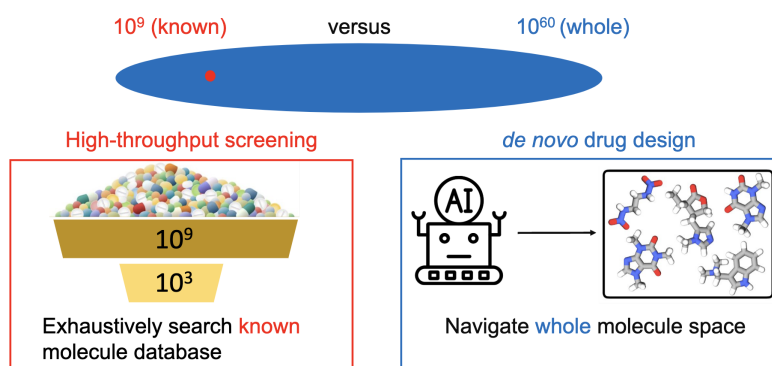 10⁹ (known) versus 10⁶⁰ (whole)
High-throughput screening
de novo drug design
10⁹
10³
Exhaustively search known
molecule database
AI
Navigate whole molecule space